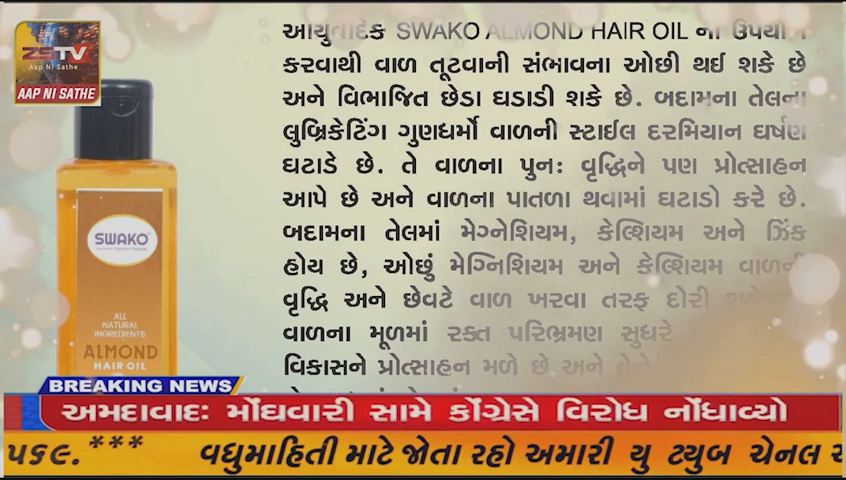 ZSTV
Aap Ni Sathe
AAP NI SATHE
આયુર્વાદિક SWAKO ALMOND HAIR OIL ના ઉપયોગ
કરવાથી વાળ તૂટવાની સંભાવના ઓછી થઈ શકે છે
અને વિભાજિત છેડા ઘડાડી શકે છે. બદામના તેલના
લુબ્રિકેટિંગ ગુણધર્મો વાળની સ્ટાઈલ દરમિયાન ઘર્ષણ
ઘટાડે છે. તે વાળના પુનઃ વૃદ્ધિને પણ પ્રોત્સાહન
આપે છે અને વાળના પાતળા થવામાં ઘટાડો કરે છે.
બદામના તેલમાં મેગ્નેશિયમ, કેલ્શિયમ અને ઝિંક
હોય છે, ઓછું મેગ્નિશિયમ અને કેલ્શિયમ વાળની
વૃદ્ધિ અને છેવટે વાળ ખરવા તરફ દોરી
વાળના મૂળમાં રક્ત પરિભ્રમણ સુધરે
વિકાસને પ્રોત્સાહન મળે છે અને તેને
SWAKO
ALL
NATURAL
INGREDIENTS
ALMOND
HAIR OIL
BREAKING NEWS
અમદાવાદઃ મોંઘવારી સામે કોંગ્રેસે વિરોધ નોંધાવ્યો
પ૬૯.*** વધુમાહિતી માટે જોતા રહો અમારી યુ ટ્યુબ ચેનલ